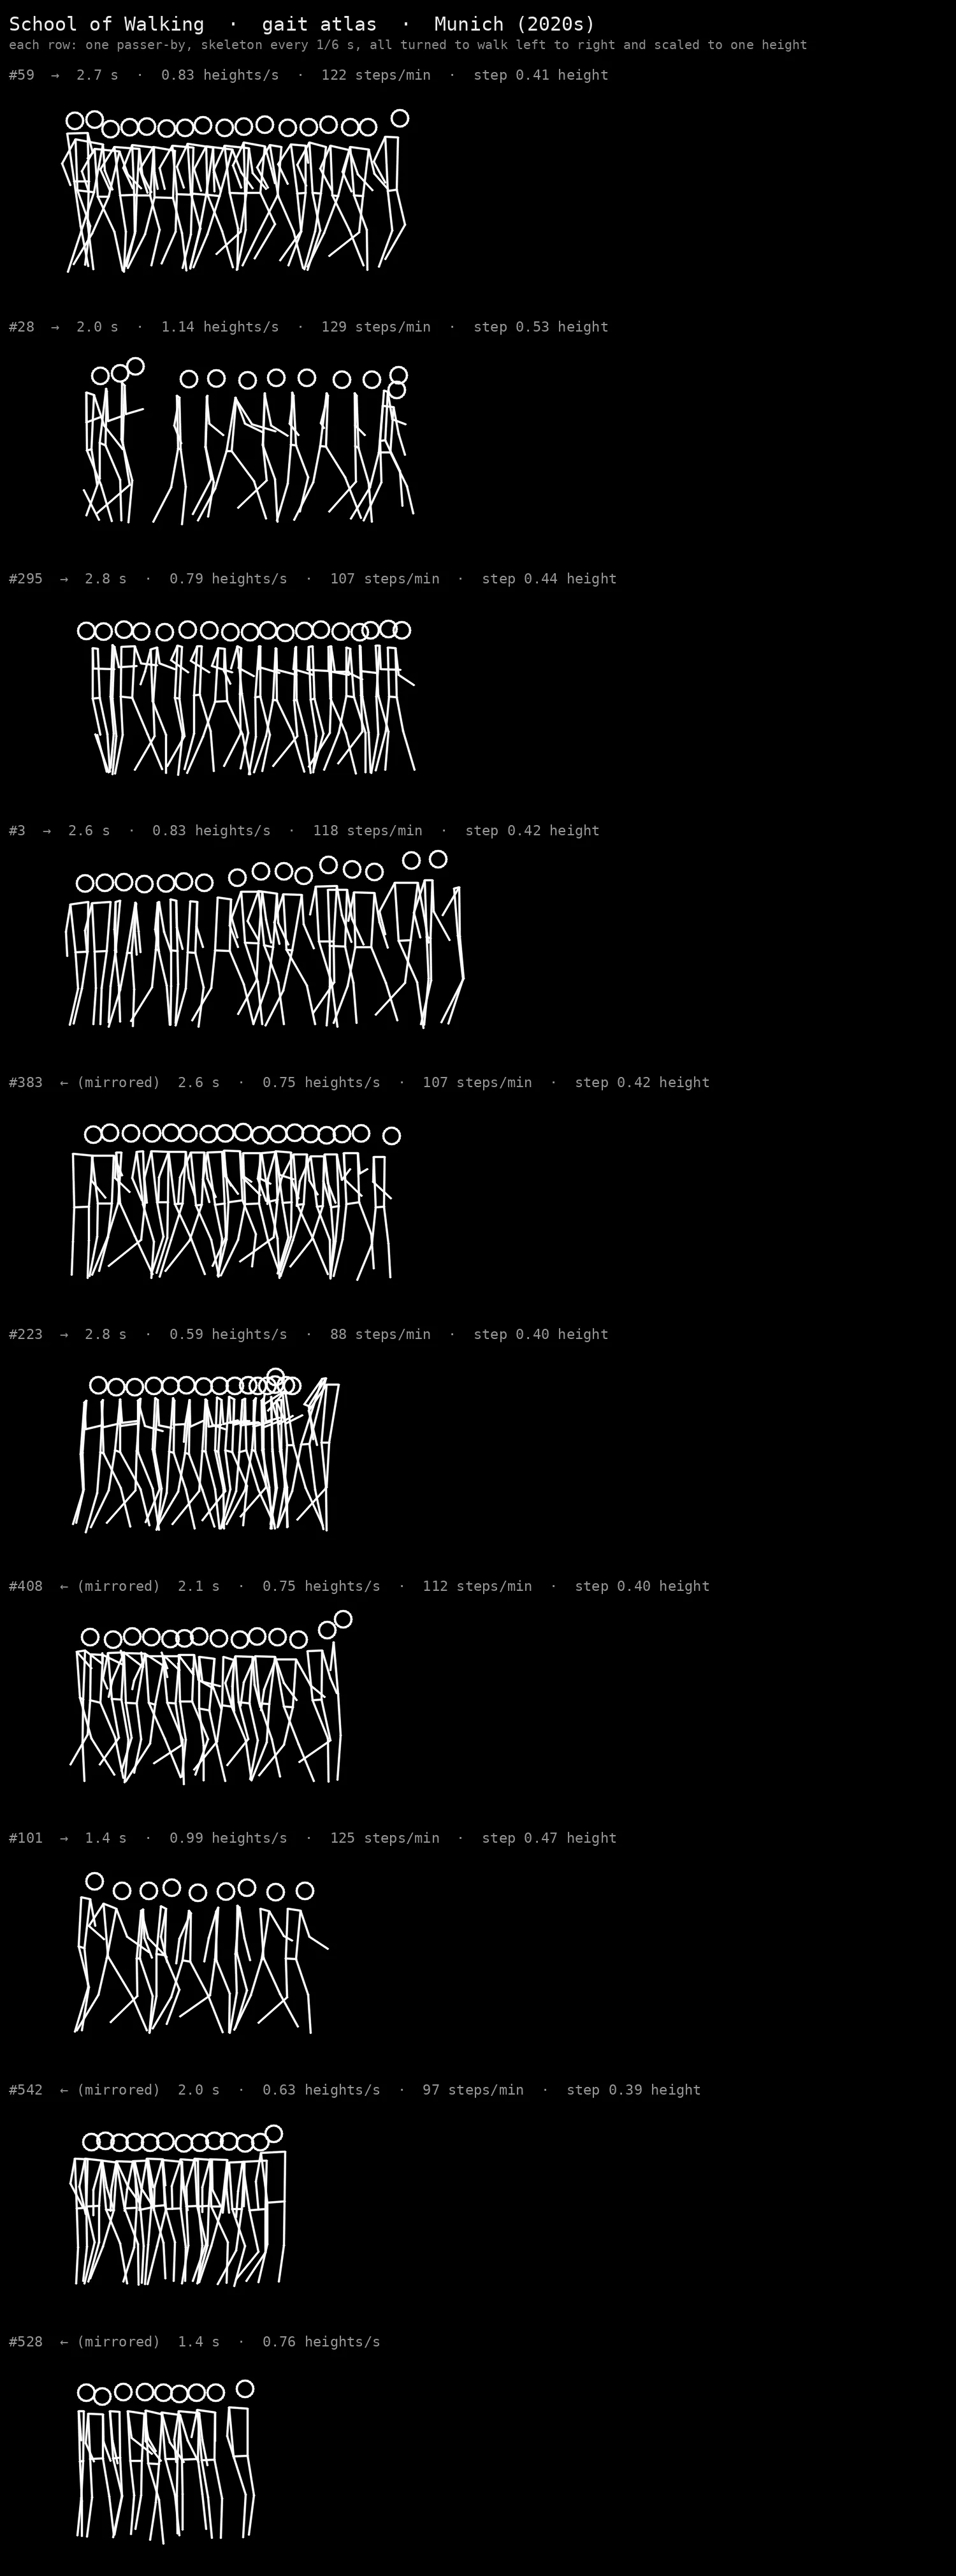 School of Walking  ·  gait atlas  ·  Munich (2020s)
each row: one passer-by, skeleton every 1/6 s, all turned to walk left to right and scaled to one height
#59  →  2.7 s  ·  0.83 heights/s  ·  122 steps/min  ·  step 0.41 height
#28  →  2.0 s  ·  1.14 heights/s  ·  129 steps/min  ·  step 0.53 height
#295  →  2.8 s  ·  0.79 heights/s  ·  107 steps/min  ·  step 0.44 height
#3  →  2.6 s  ·  0.83 heights/s  ·  118 steps/min  ·  step 0.42 height
#383  ← (mirrored)  2.6 s  ·  0.75 heights/s  ·  107 steps/min  ·  step 0.42 height
#223  →  2.8 s  ·  0.59 heights/s  ·  88 steps/min  ·  step 0.40 height
#408  ← (mirrored)  2.1 s  ·  0.75 heights/s  ·  112 steps/min  ·  step 0.40 height
#101  →  1.4 s  ·  0.99 heights/s  ·  125 steps/min  ·  step 0.47 height
#542  ← (mirrored)  2.0 s  ·  0.63 heights/s  ·  97 steps/min  ·  step 0.39 height
#528  ← (mirrored)  1.4 s  ·  0.76 heights/s